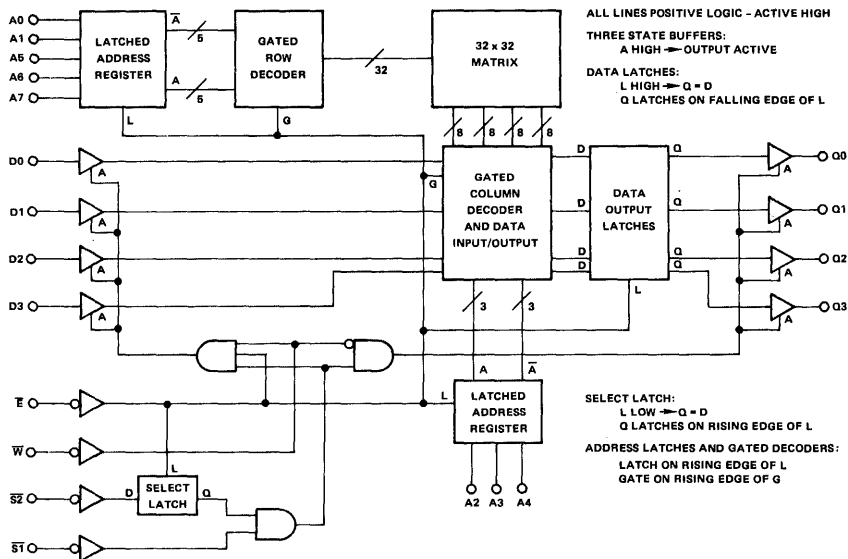 A0
A1
A5
A6
A7
LATCHED
ADDRESS
REGISTER
A̅
5
A
5
L
GATED
ROW
DECODER
G
32
32 x 32
MATRIX
8 8 8 8
ALL LINES POSITIVE LOGIC – ACTIVE HIGH
THREE STATE BUFFERS:
A HIGH → OUTPUT ACTIVE
DATA LATCHES:
L HIGH → Q = D
Q LATCHES ON FALLING EDGE OF L
D0
A
D1
A
D2
A
D3
A
G
GATED
COLUMN
DECODER
AND DATA
INPUT/OUTPUT
D
D
D
D
DATA
OUTPUT
LATCHES
L
Q
Q
Q
Q
A
Q0
A
Q1
A
Q2
A
Q3
3 3
A A̅
L
LATCHED
ADDRESS
REGISTER
A2 A3 A4
E̅
W̅
S̅2̅
S̅1̅
L
D
SELECT
LATCH
Q
SELECT LATCH:
L LOW → Q = D
Q LATCHES ON RISING EDGE OF L
ADDRESS LATCHES AND GATED DECODERS:
LATCH ON RISING EDGE OF L
GATE ON RISING EDGE OF G